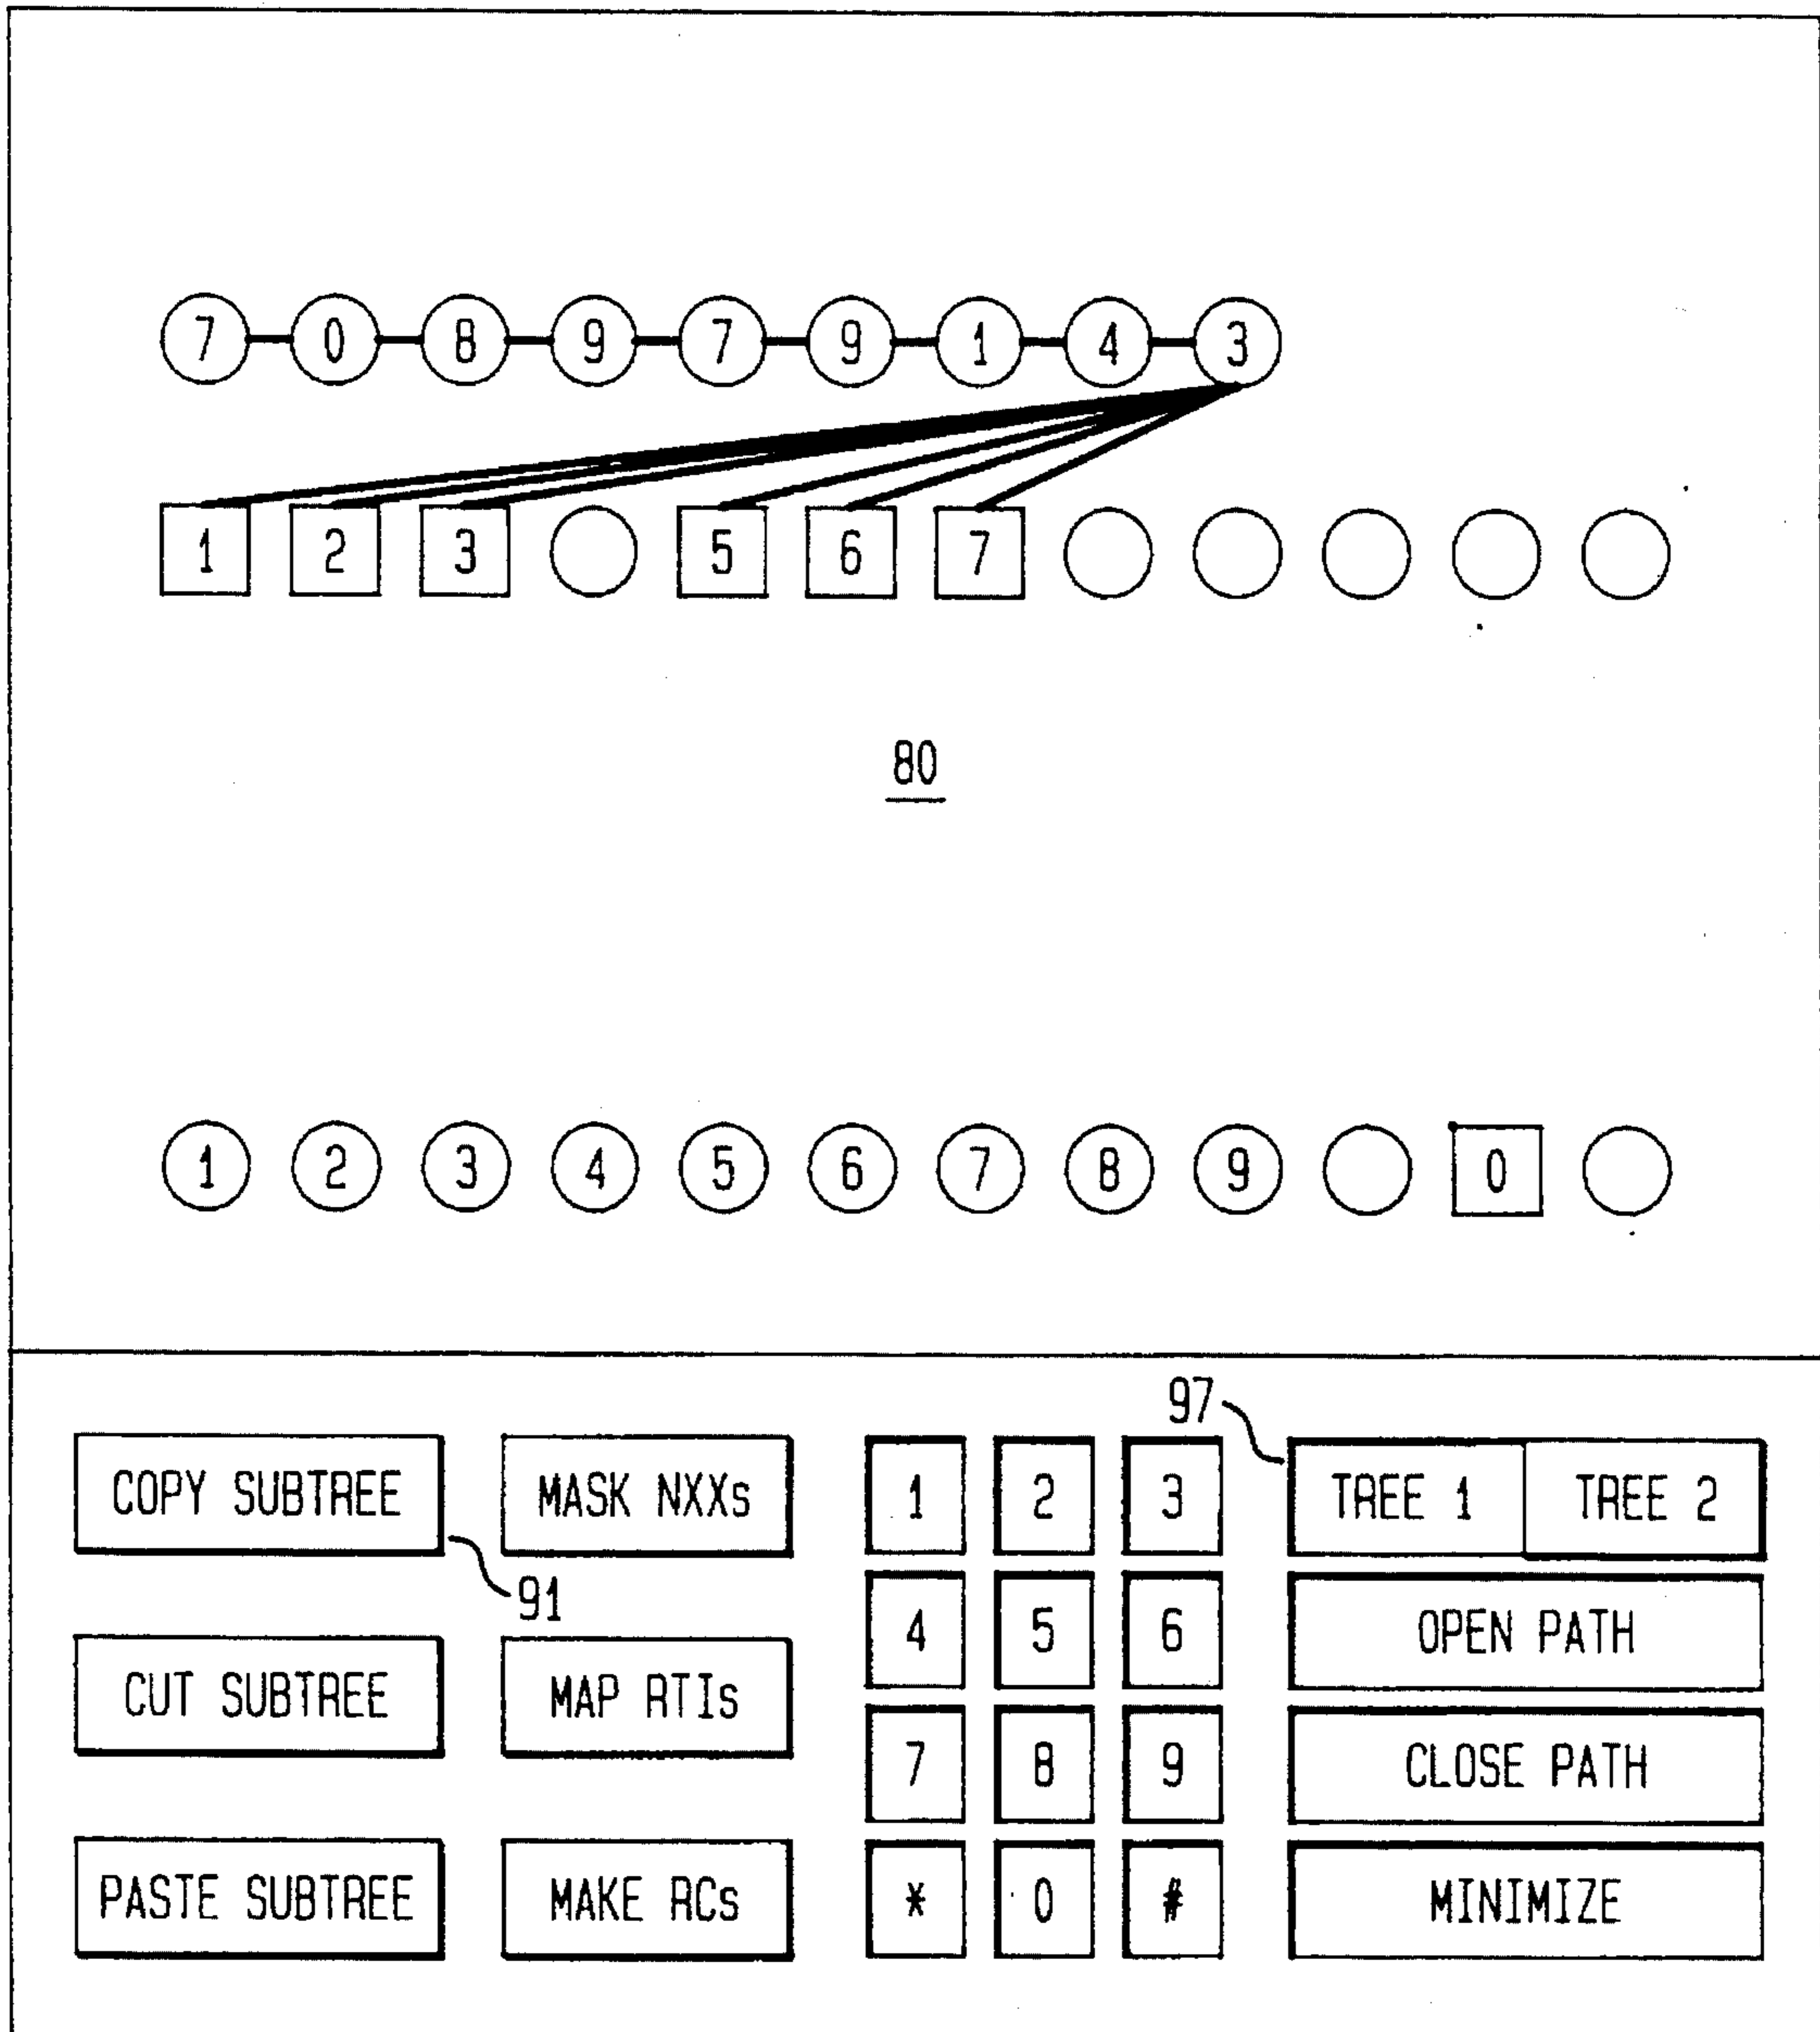 7 0 8 9 7 9 1 4 3
1 2 3 5 6 7
80
1 2 3 4 5 6 7 8 9 0
97
COPY SUBTREE MASK NXXs 1 2 3 TREE 1 TREE 2
91
4 5 6 OPEN PATH
CUT SUBTREE MAP RTIs
7 8 9 CLOSE PATH
PASTE SUBTREE MAKE RCs * 0 # MINIMIZE